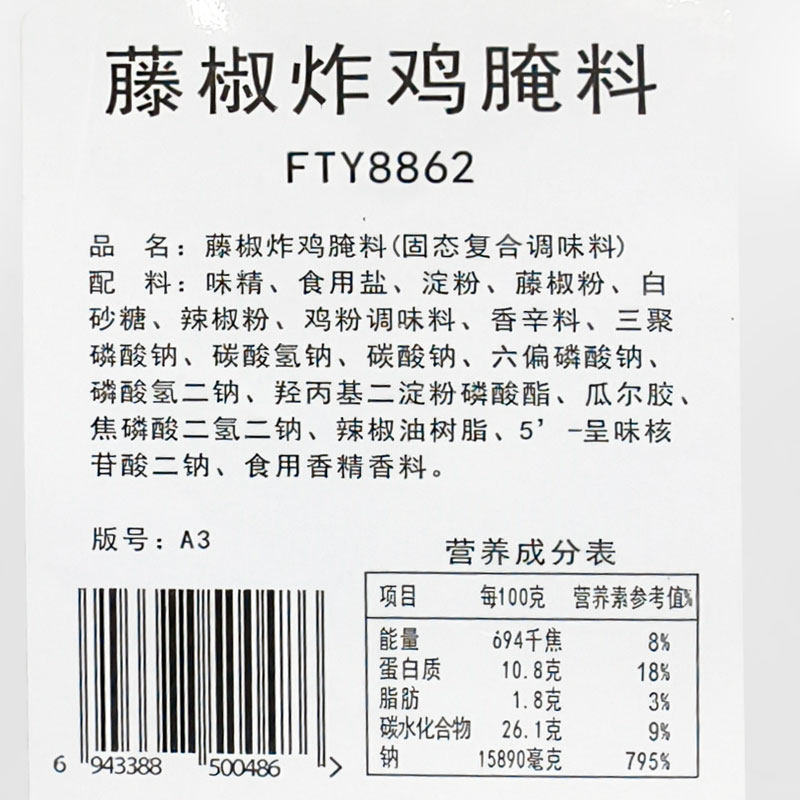 藤椒炸鸡腌料
FTY8862
品 名：藤椒炸鸡腌料(固态复合调味料)
配 料：味精、食用盐、淀粉、藤椒粉、白
砂糖、辣椒粉、鸡粉调味料、香辛料、三聚
磷酸钠、碳酸氢钠、碳酸钠、六偏磷酸钠、
磷酸氢二钠、羟丙基二淀粉磷酸酯、瓜尔胶、
焦磷酸二氢二钠、辣椒油树脂、5’-呈味核
苷酸二钠、食用香精香料。
版号：A3
营养成分表
项目 每100克 营养素参考值%
能量 694千焦 8%
蛋白质 10.8克 18%
脂肪 1.8克 3%
碳水化合物 26.1克 9%
钠 15890毫克 795%
6 943388 500486 >